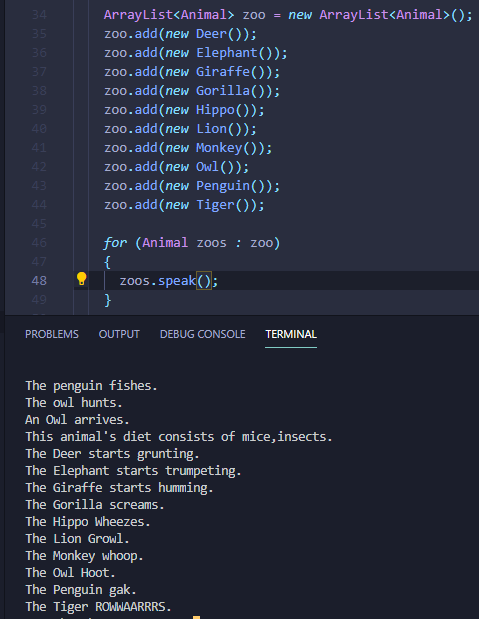 34 ArrayList<Animal> zoo = new ArrayList<Animal>();
35 zoo.add(new Deer());
36 zoo.add(new Elephant());
37 zoo.add(new Giraffe());
38 zoo.add(new Gorilla());
39 zoo.add(new Hippo());
40 zoo.add(new Lion());
41 zoo.add(new Monkey());
42 zoo.add(new Owl());
43 zoo.add(new Penguin());
44 zoo.add(new Tiger());
45
46 for (Animal zoos : zoo)
47 {
48 zoos.speak();
49 }
PROBLEMS OUTPUT DEBUG CONSOLE TERMINAL
The penguin fishes.
The owl hunts.
An Owl arrives.
This animal's diet consists of mice,insects.
The Deer starts grunting.
The Elephant starts trumpeting.
The Giraffe starts humming.
The Gorilla screams.
The Hippo Wheezes.
The Lion Growl.
The Monkey whoop.
The Owl Hoot.
The Penguin gak.
The Tiger ROWWAARRRS.